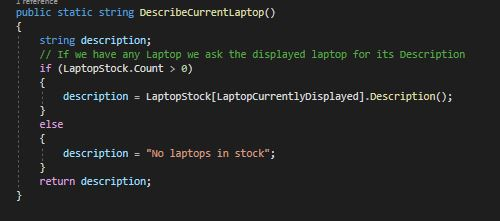 1 reference
public static string DescribeCurrentLaptop()
{
    string description;
    // If we have any Laptop we ask the displayed laptop for its Description
    if (LaptopStock.Count > 0)
    {
        description = LaptopStock[LaptopCurrentlyDisplayed].Description();
    }
    else
    {
        description = "No laptops in stock";
    }
    return description;
}